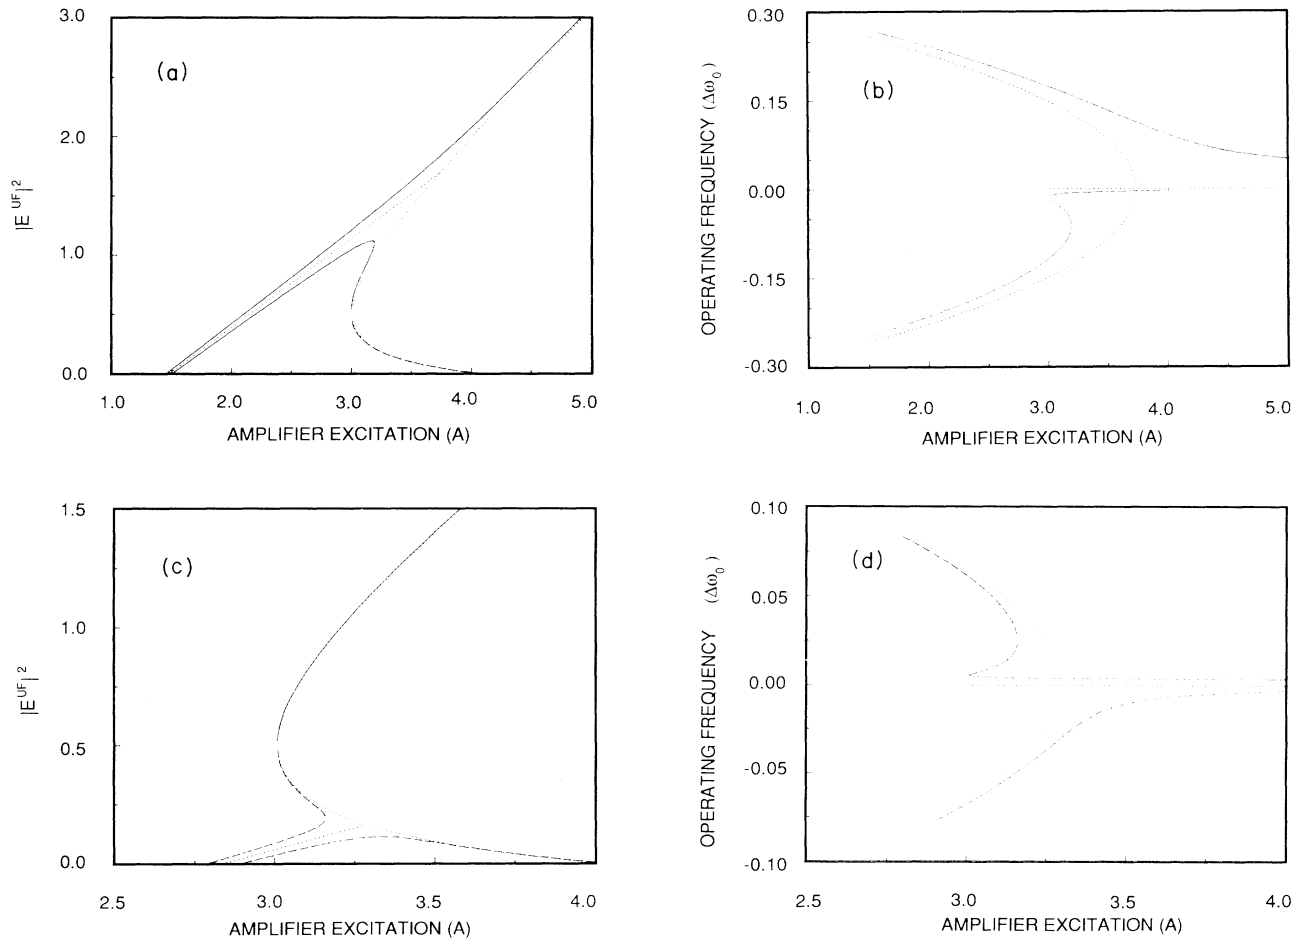 3.0
2.0
1.0
0.0
|E^UF|^2
(a)
1.0 2.0 3.0 4.0 5.0
AMPLIFIER EXCITATION (A)
0.30
0.15
0.00
-0.15
-0.30
OPERATING FREQUENCY (Δω₀)
(b)
1.0 2.0 3.0 4.0 5.0
AMPLIFIER EXCITATION (A)
1.5
1.0
0.5
0.0
|E^UF|^2
(c)
2.5 3.0 3.5 4.0
AMPLIFIER EXCITATION (A)
0.10
0.05
0.00
-0.05
-0.10
OPERATING FREQUENCY (Δω₀)
(d)
2.5 3.0 3.5 4.0
AMPLIFIER EXCITATION (A)